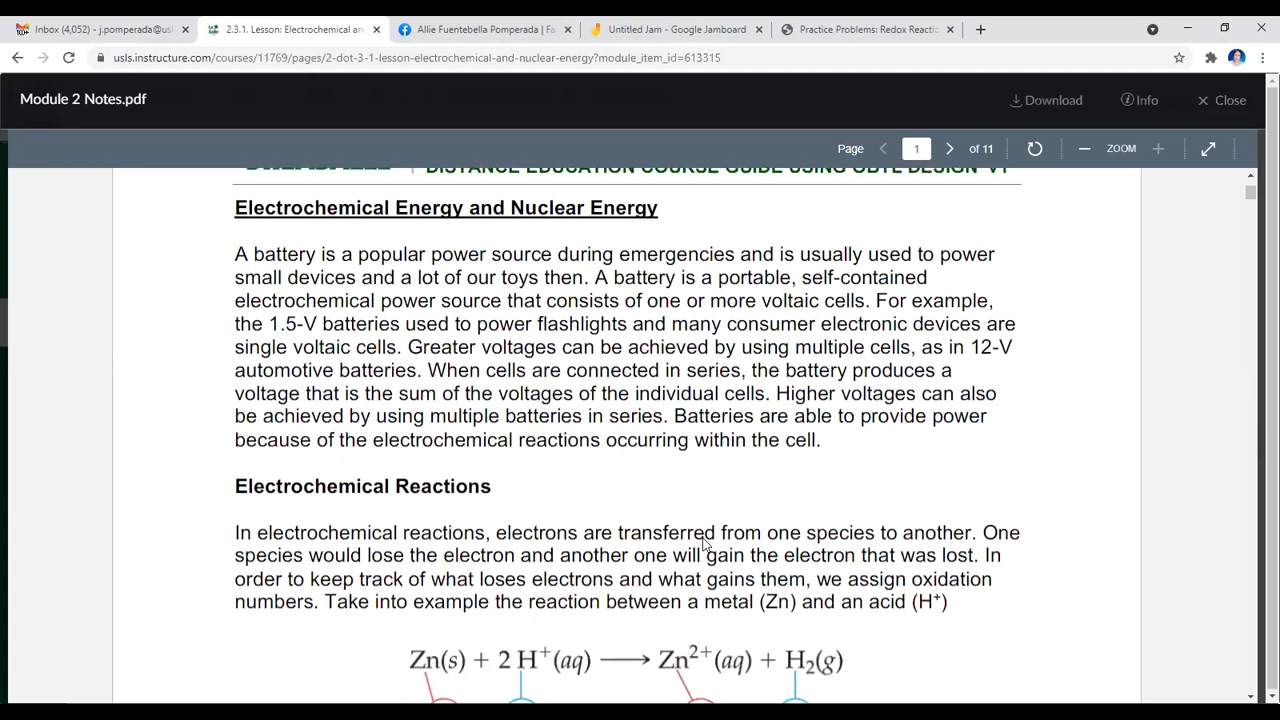 Inbox (4,052) - j.pomperada@usl
2.3.1. Lesson: Electrochemical an
Allie Fuentebella Pomperada | Fa
Untitled Jam - Google Jamboard
Practice Problems: Redox Reacti
usls.instructure.com/courses/11769/pages/2-dot-3-1-lesson-electrochemical-and-nuclear-energy?module_item_id=613315
Module 2 Notes.pdf
Download
Info
Close
Page 1 of 11 ZOOM
DISTANCE EDUCATION COURSE GUIDE USING OBTL DESIGN V1
Electrochemical Energy and Nuclear Energy
A battery is a popular power source during emergencies and is usually used to power
small devices and a lot of our toys then. A battery is a portable, self-contained
electrochemical power source that consists of one or more voltaic cells. For example,
the 1.5-V batteries used to power flashlights and many consumer electronic devices are
single voltaic cells. Greater voltages can be achieved by using multiple cells, as in 12-V
automotive batteries. When cells are connected in series, the battery produces a
voltage that is the sum of the voltages of the individual cells. Higher voltages can also
be achieved by using multiple batteries in series. Batteries are able to provide power
because of the electrochemical reactions occurring within the cell.
Electrochemical Reactions
In electrochemical reactions, electrons are transferred from one species to another. One
species would lose the electron and another one will gain the electron that was lost. In
order to keep track of what loses electrons and what gains them, we assign oxidation
numbers. Take into example the reaction between a metal (Zn) and an acid (H⁺)
Zn(s) + 2 H⁺(aq) ⟶ Zn²⁺(aq) + H₂(g)